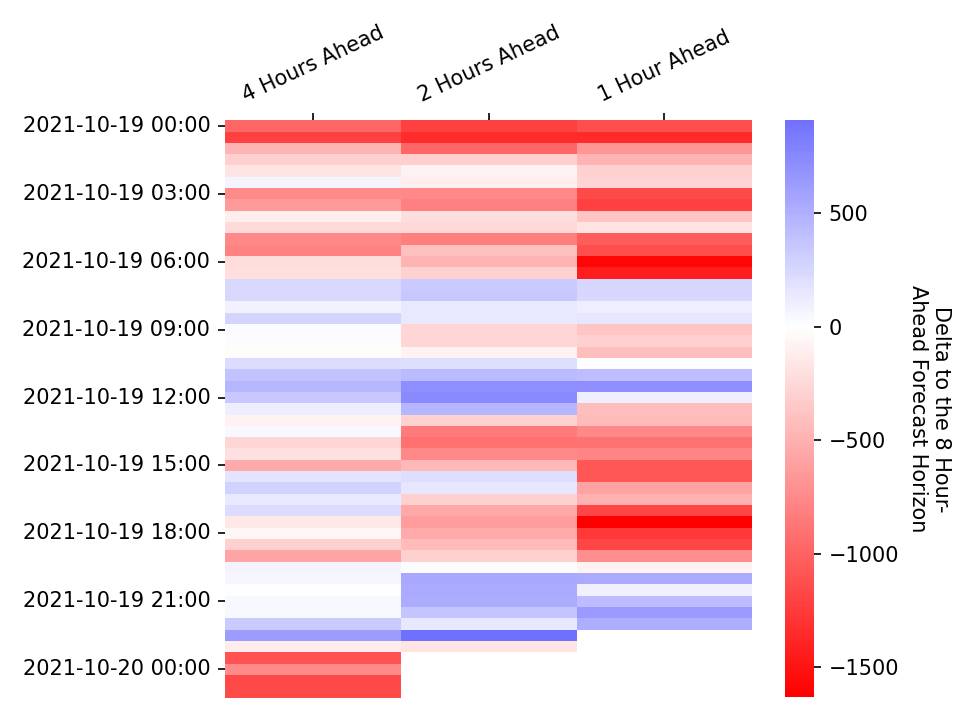 4 Hours Ahead
2 Hours Ahead
1 Hour Ahead
2021-10-19 00:00
2021-10-19 03:00
2021-10-19 06:00
2021-10-19 09:00
2021-10-19 12:00
2021-10-19 15:00
2021-10-19 18:00
2021-10-19 21:00
2021-10-20 00:00
500
0
−500
−1000
−1500
Delta to the 8 Hour-
Ahead Forecast Horizon